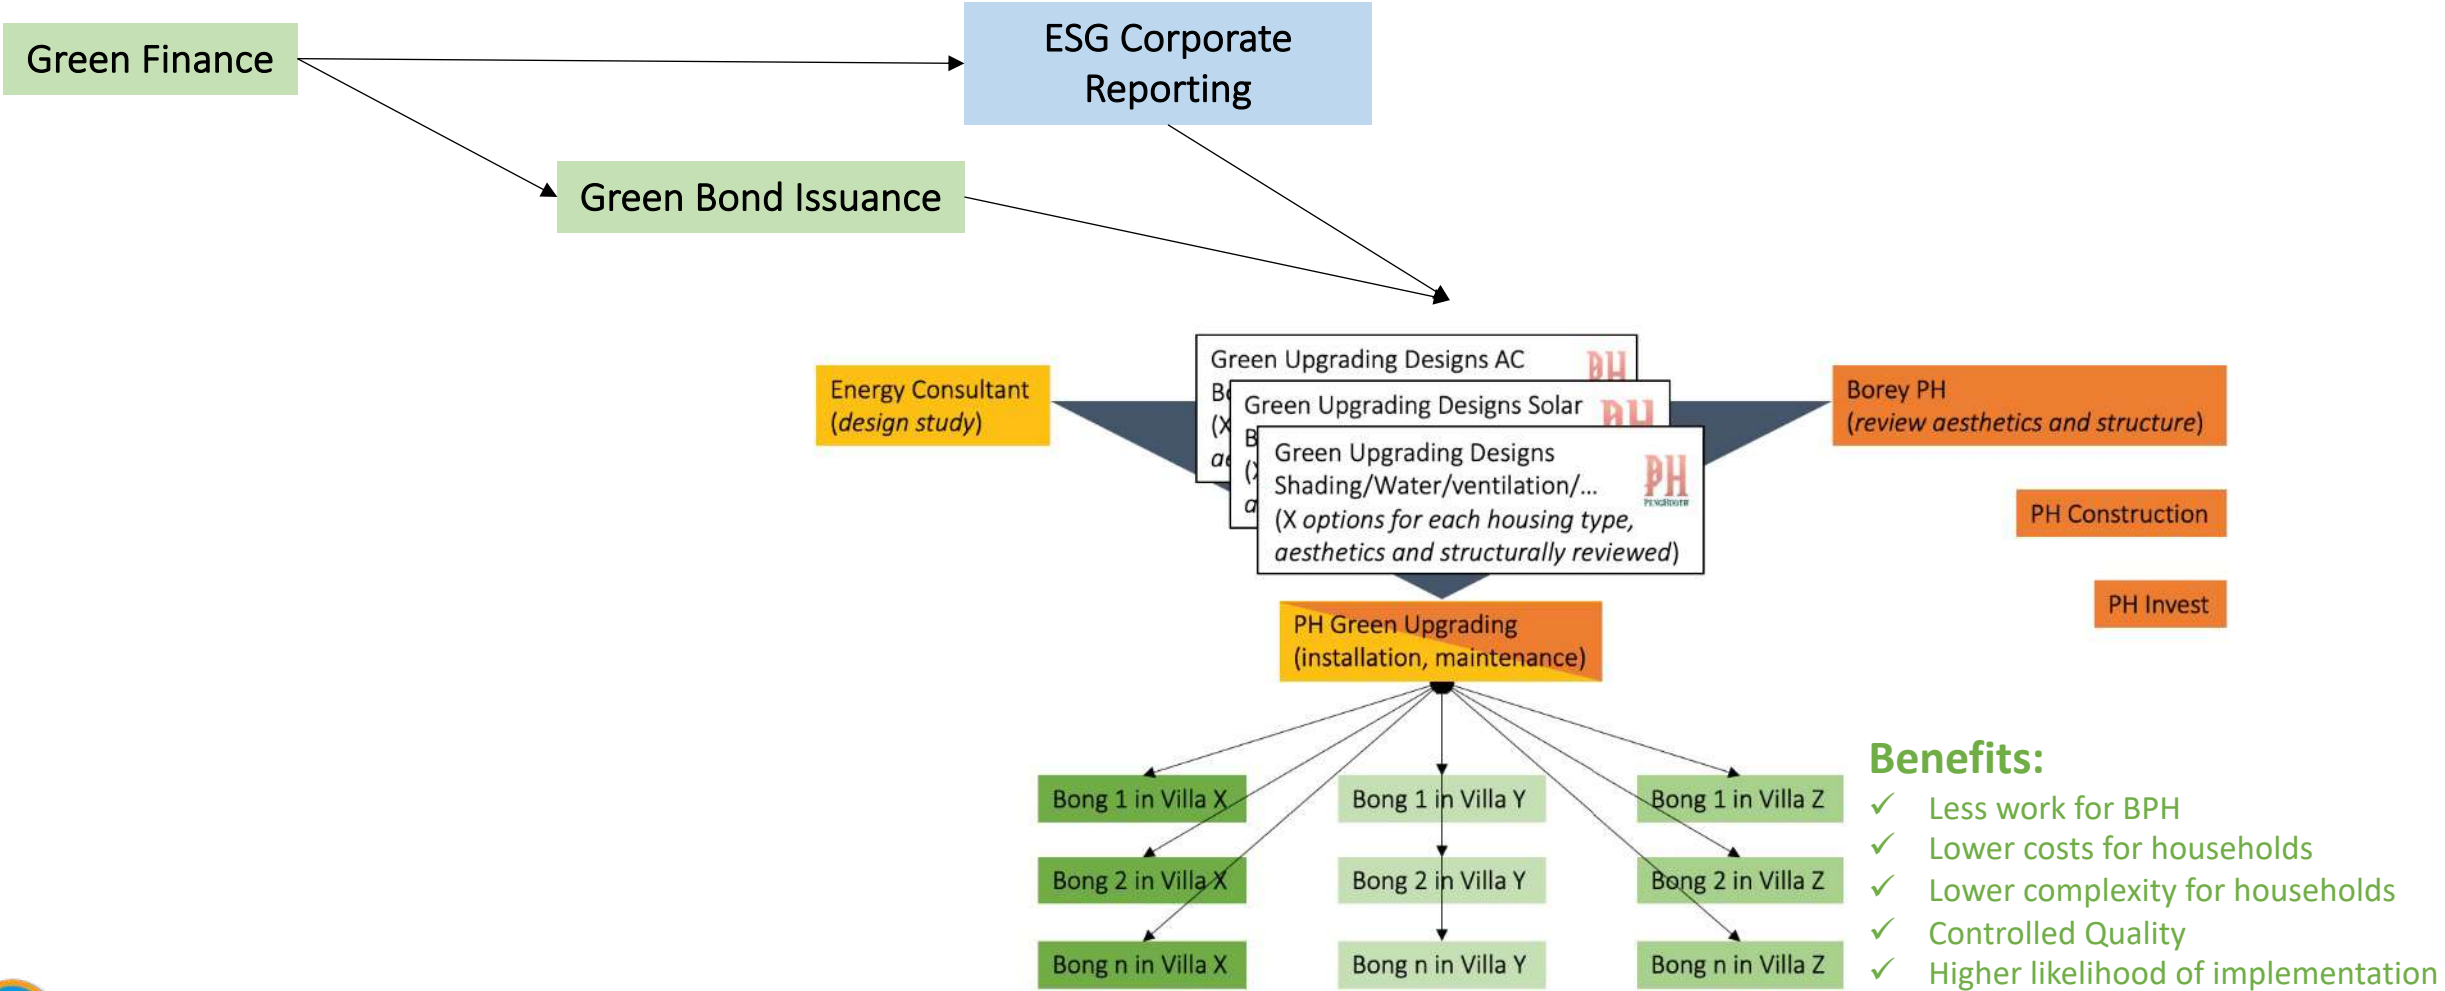 Green Finance
ESG Corporate
Reporting
Green Bond Issuance
Energy Consultant
(design study)
Green Upgrading Designs AC
PH
(X
Green Upgrading Designs Solar
PH
B
Green Upgrading Designs
Shading/Water/ventilation/...
(X options for each housing type,
aesthetics and structurally reviewed)
PH
PENGHUOTH
Borey PH
(review aesthetics and structure)
PH Construction
PH Invest
PH Green Upgrading
(installation, maintenance)
Bong 1 in Villa X
Bong 1 in Villa Y
Bong 1 in Villa Z
Bong 2 in Villa X
Bong 2 in Villa Y
Bong 2 in Villa Z
Bong n in Villa X
Bong n in Villa Y
Bong n in Villa Z
Benefits:
✓ Less work for BPH
✓ Lower costs for households
✓ Lower complexity for households
✓ Controlled Quality
✓ Higher likelihood of implementation